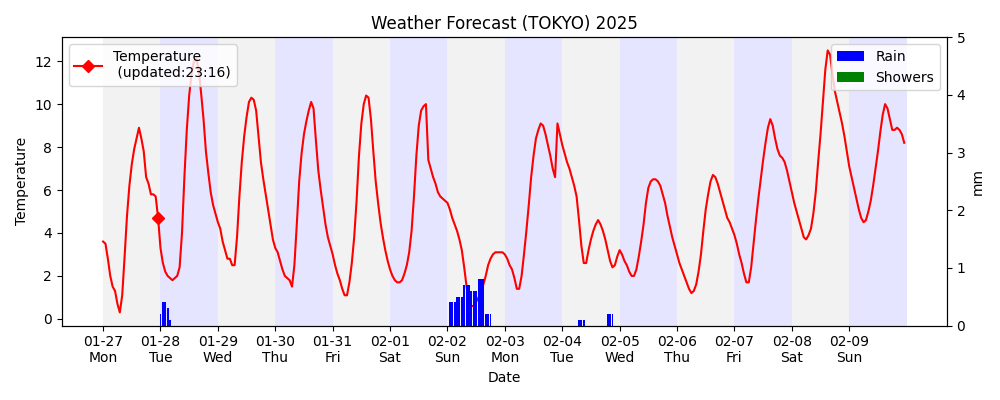 Weather Forecast (TOKYO) 2025
Temperature
(updated:23:16)
Rain
Showers
Temperature
12
10
8
6
4
2
0
5
4
3
2
1
0
mm
01-27 01-28 01-29 01-30 01-31 02-01 02-02 02-03 02-04 02-05 02-06 02-07 02-08 02-09
Mon Tue Wed Thu Fri Sat Sun Mon Tue Wed Thu Fri Sat Sun
Date